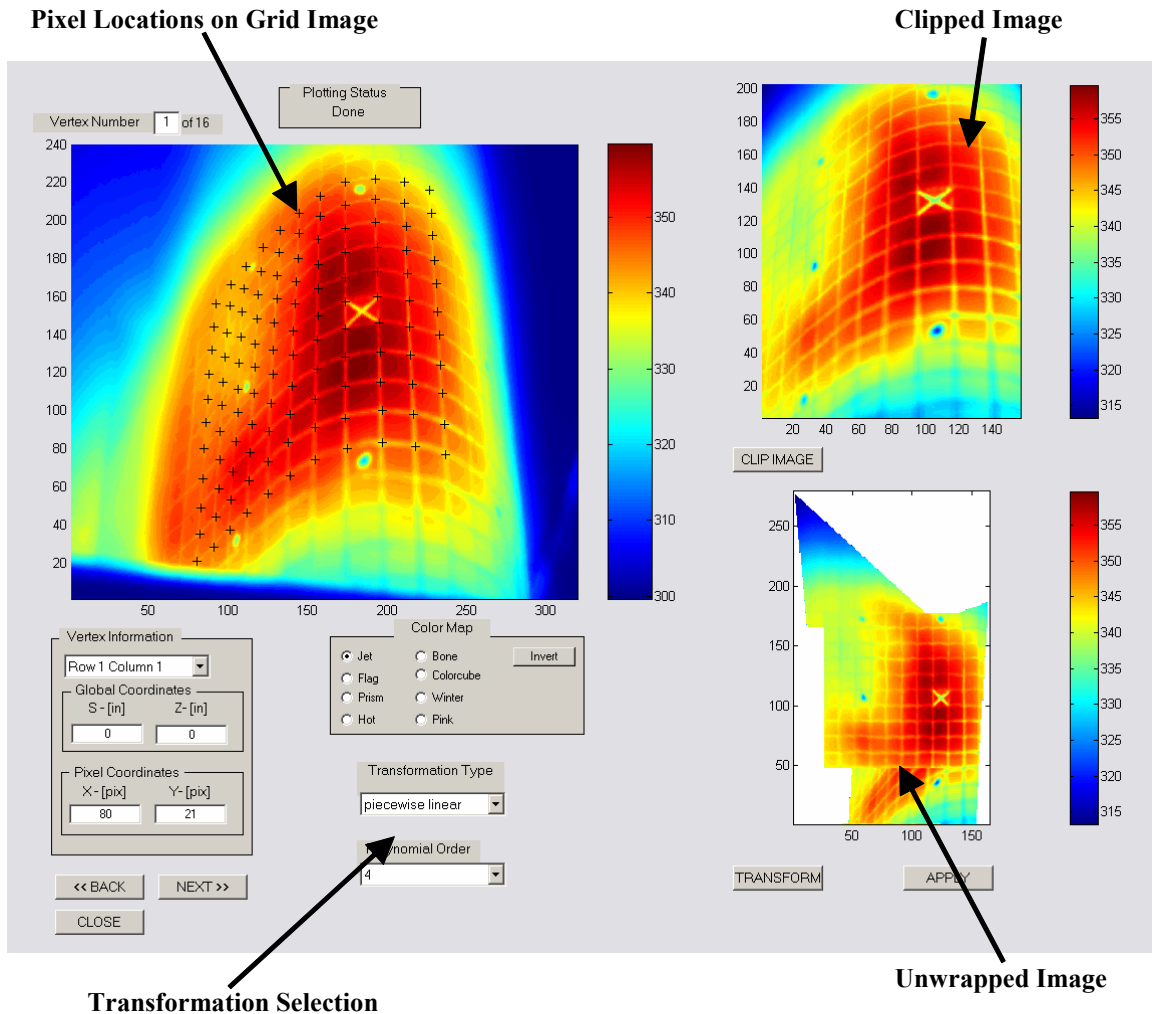 Pixel Locations on Grid Image
Clipped Image
Plotting Status
Done
Vertex Number 1 of 16
240
220
200
180
160
140
120
100
80
60
40
20
50 100 150 200 250 300
350
340
330
320
310
300
200
180
160
140
120
100
80
60
40
20
20 40 60 80 100 120 140
355
350
345
340
335
330
325
320
315
CLIP IMAGE
250
200
150
100
50
50 100 150
355
350
345
340
335
330
325
320
315
Vertex Information
Row 1 Column 1
Global Coordinates
S - [in] Z- [in]
0 0
Pixel Coordinates
X- [pix] Y- [pix]
80 21
<< BACK NEXT >>
CLOSE
Color Map
Jet Bone Invert
Flag Colorcube
Prism Winter
Hot Pink
Transformation Type
piecewise linear
Order
4
TRANSFORM APPLY
Unwrapped Image
Transformation Selection